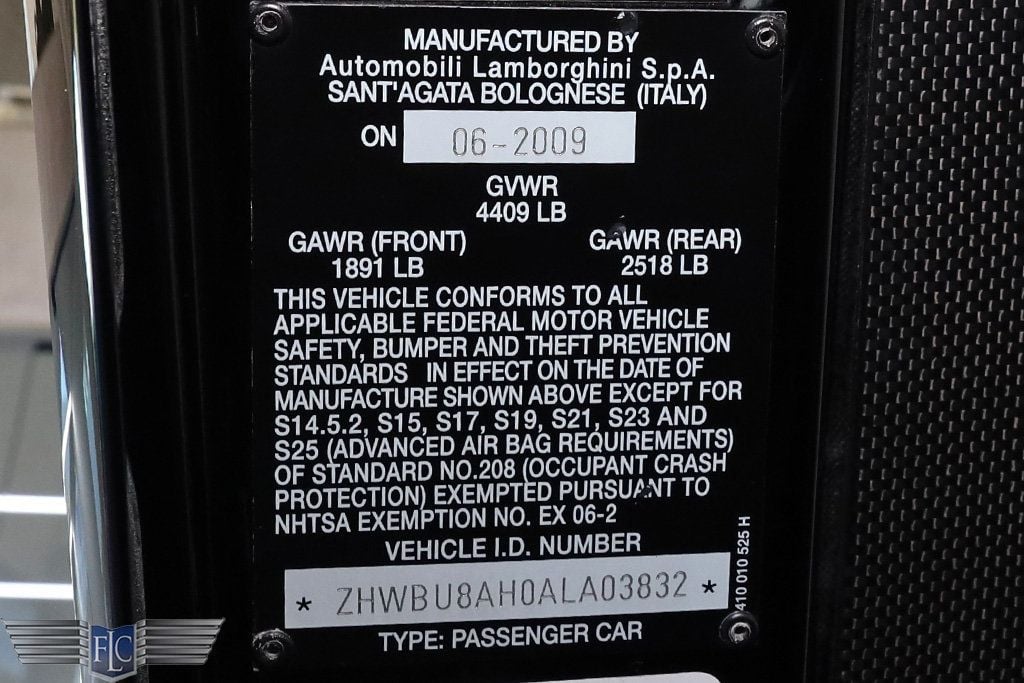 MANUFACTURED BY
Automobili Lamborghini S.p.A.
SANT'AGATA BOLOGNESE (ITALY)
ON 06-2009
GVWR
4409 LB
GAWR (FRONT) GAWR (REAR)
1891 LB 2518 LB
THIS VEHICLE CONFORMS TO ALL
APPLICABLE FEDERAL MOTOR VEHICLE
SAFETY, BUMPER AND THEFT PREVENTION
STANDARDS IN EFFECT ON THE DATE OF
MANUFACTURE SHOWN ABOVE EXCEPT FOR
S14.5.2, S15, S17, S19, S21, S23 AND
S25 (ADVANCED AIR BAG REQUIREMENTS)
OF STANDARD NO.208 (OCCUPANT CRASH
PROTECTION) EXEMPTED PURSUANT TO
NHTSA EXEMPTION NO. EX 06-2
VEHICLE I.D. NUMBER
* ZHWBU8AH0ALA03832 *
TYPE: PASSENGER CAR
410 010 525 H
FLC